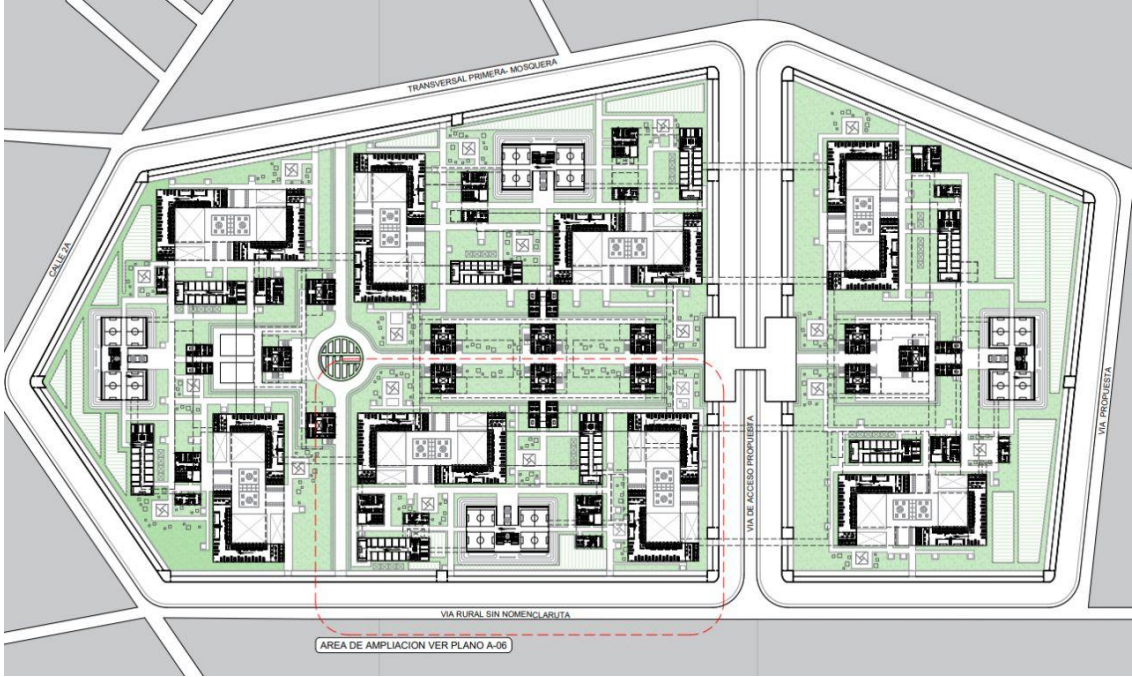 TRANSVERSAL PRIMERA- MOSQUERA
CALLE 2A
VIA PROPUESTA
VIA DE ACCESO PROPUESTA
VIA RURAL SIN NOMENCLARUTA
AREA DE AMPLIACION VER PLANO A-06